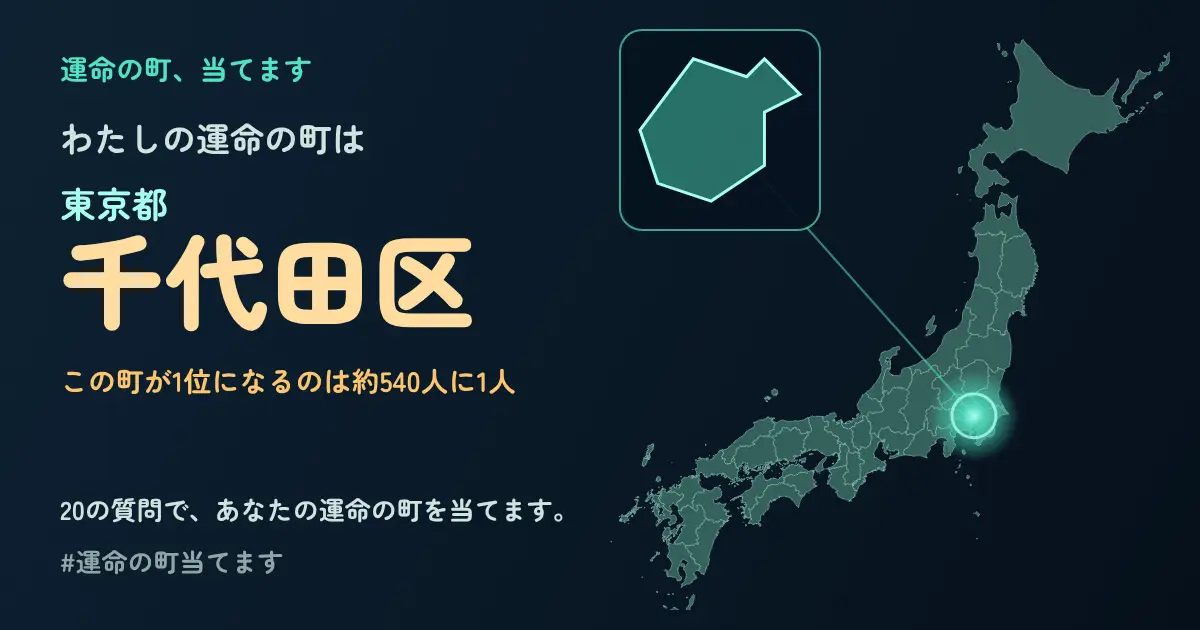 運命の町、当てます
わたしの運命の町は
東京都
千代田区
この町が1位になるのは約540人に1人
20の質問で、あなたの運命の町を当てます。
#運命の町当てます